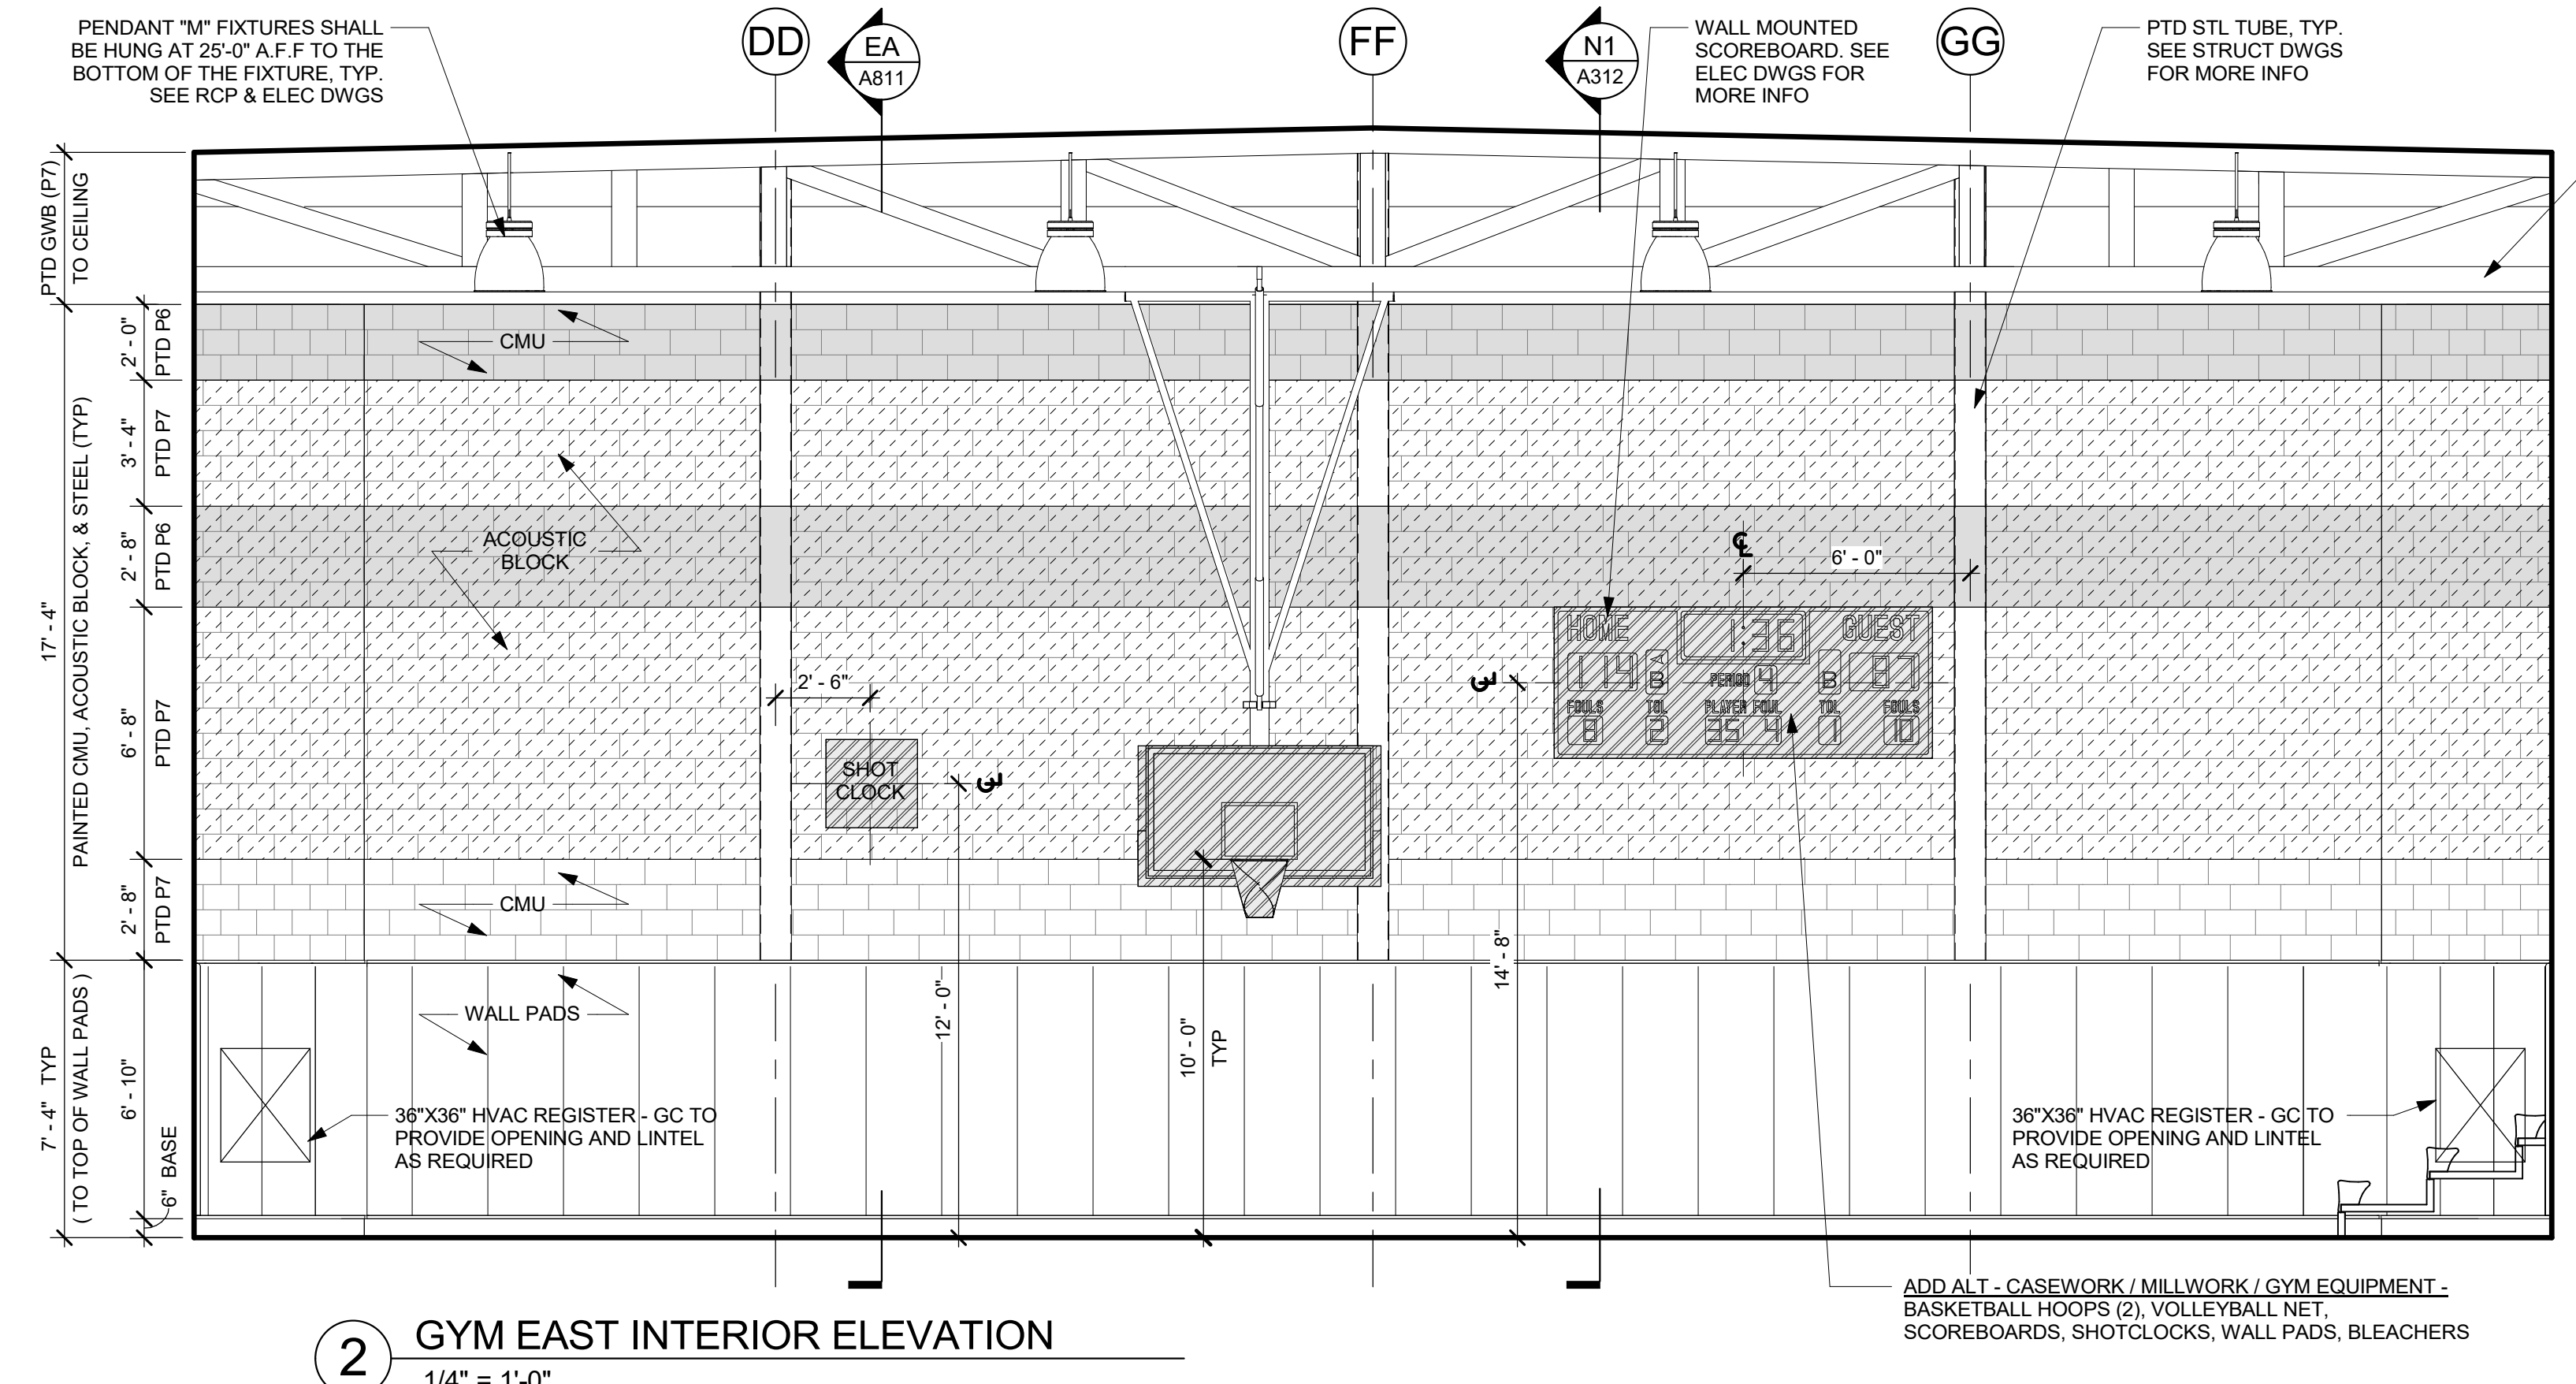 PENDANT "M" FIXTURES SHALL
BE HUNG AT 25'-0" A.F.F TO THE
BOTTOM OF THE FIXTURE, TYP.
SEE RCP & ELEC DWGS
DD
EA
A811
FF
N1
A312
WALL MOUNTED
SCOREBOARD. SEE
ELEC DWGS FOR
MORE INFO
GG
PTD STL TUBE, TYP.
SEE STRUCT DWGS
FOR MORE INFO
PTD GWB (P7)
TO CEILING
17' - 4"
PAINTED CMU, ACOUSTIC BLOCK, & STEEL (TYP)
2' - 0"
PTD P6
3' - 4"
PTD P7
2' - 8"
PTD P6
6' - 8"
PTD P7
2' - 8"
PTD P7
7' - 4" TYP
( TO TOP OF WALL PADS )
6' - 10"
6" BASE
CMU
ACOUSTIC
BLOCK
6' - 0"
2' - 6"
SHOT
CLOCK
HOME
1:36
GUEST
114
A
B
PERIOD 4
B
87
FOULS
TOL
PLAYER FOUL
TOL
FOULS
8
2
35 4
1
10
CMU
WALL PADS
12' - 0"
10' - 0"
TYP
14' - 8"
36"X36" HVAC REGISTER - GC TO
PROVIDE OPENING AND LINTEL
AS REQUIRED
36"X36" HVAC REGISTER - GC TO
PROVIDE OPENING AND LINTEL
AS REQUIRED
ADD ALT - CASEWORK / MILLWORK / GYM EQUIPMENT -
BASKETBALL HOOPS (2), VOLLEYBALL NET,
SCOREBOARDS, SHOTCLOCKS, WALL PADS, BLEACHERS
2
GYM EAST INTERIOR ELEVATION
1/4" = 1'-0"